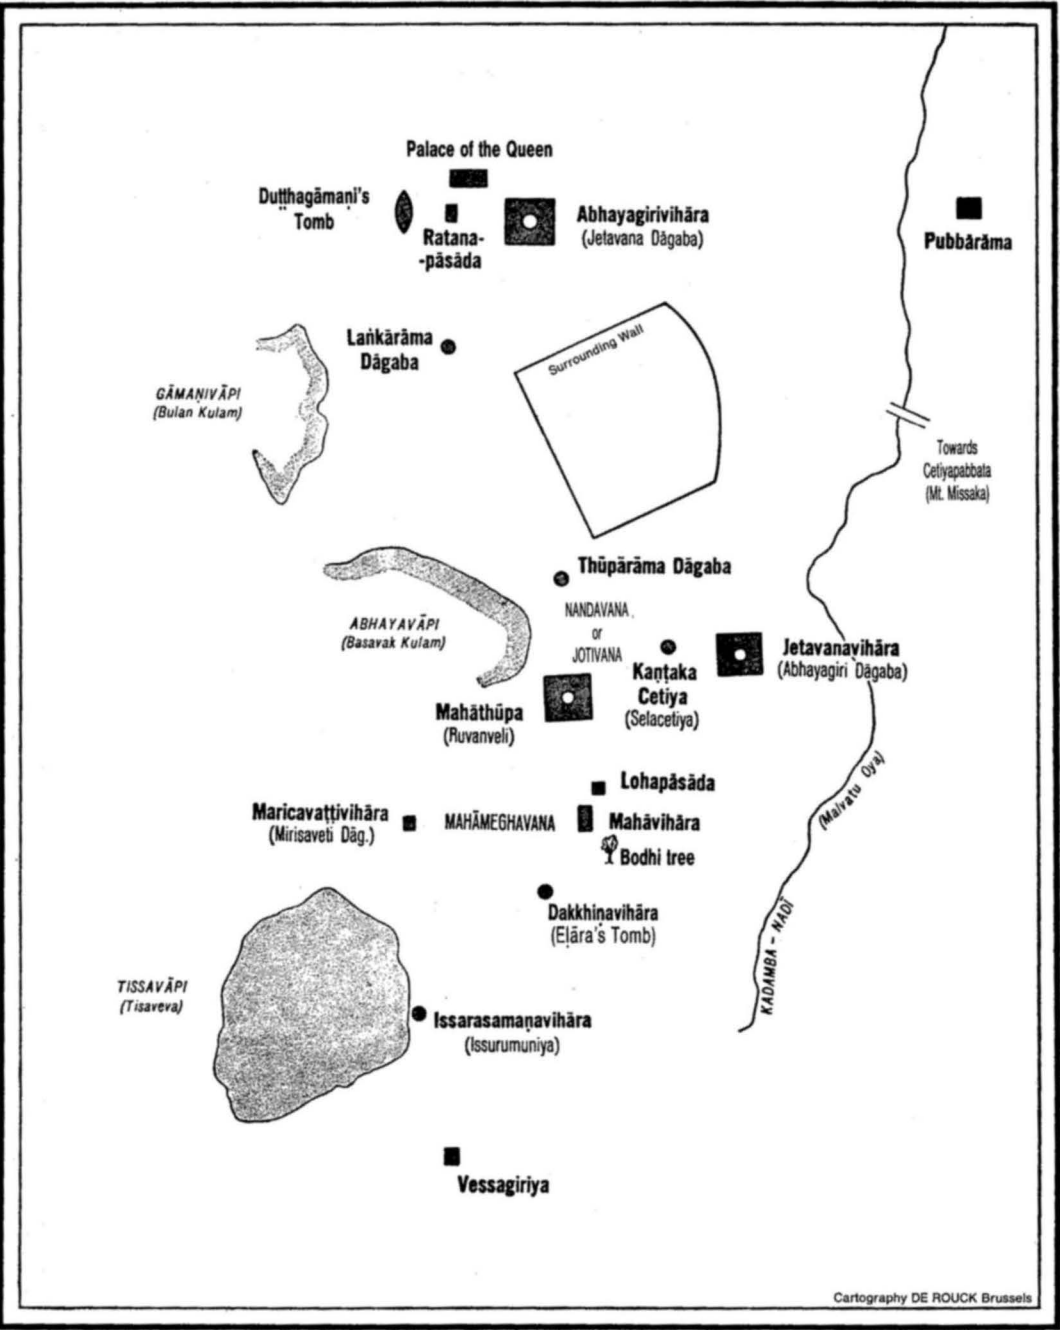 Palace of the Queen
Duṭṭhagāmaṇi's
Tomb
Ratana-
-pāsāda
Abhayagirivihāra
(Jetavana Dāgaba)
Pubbārāma
Laṅkārāma
Dāgaba
Surrounding Wall
GĀMAṆIVĀPI
(Bulan Kulam)
Towards
Cetiyapabbata
(Mt. Missaka)
Thūpārāma Dāgaba
NANDAVANA
or
JOTIVANA
ABHAYAVĀPI
(Basavak Kulam)
Kaṇṭaka
Cetiya
(Selacetiya)
Jetavanavihāra
(Abhayagiri Dāgaba)
Mahāthūpa
(Ruvanveli)
Lohapāsāda
(Malvatu Oya)
Maricavaṭṭivihāra
(Mirisaveti Dāg.)
MAHĀMEGHAVANA
Mahāvihāra
Bodhi tree
Dakkhiṇavihāra
(Eḷāra's Tomb)
KADAMBA - NADĪ
TISSAVĀPI
(Tisaveva)
Issarasamaṇavihāra
(Issurumuniya)
Vessagiriya
Cartography DE ROUCK Brussels